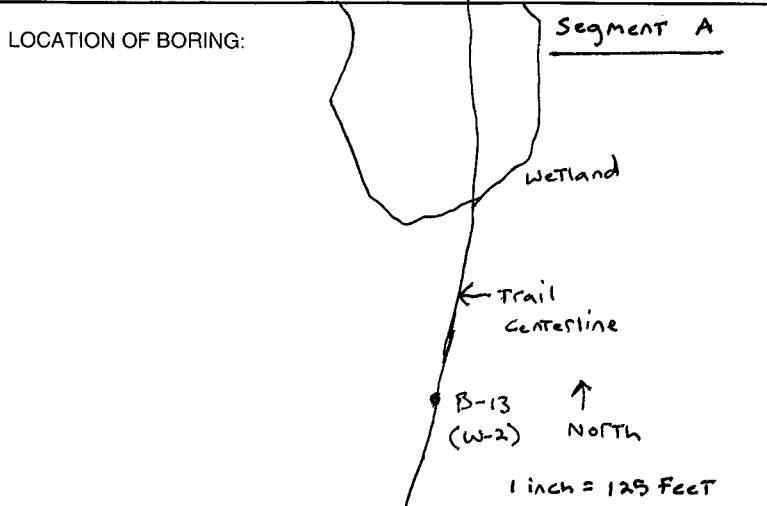 LOCATION OF BORING:
Segment A
Wetland
← Trail
Centerline
B-13
(W-2)
↑
North
1 inch = 125 Feet